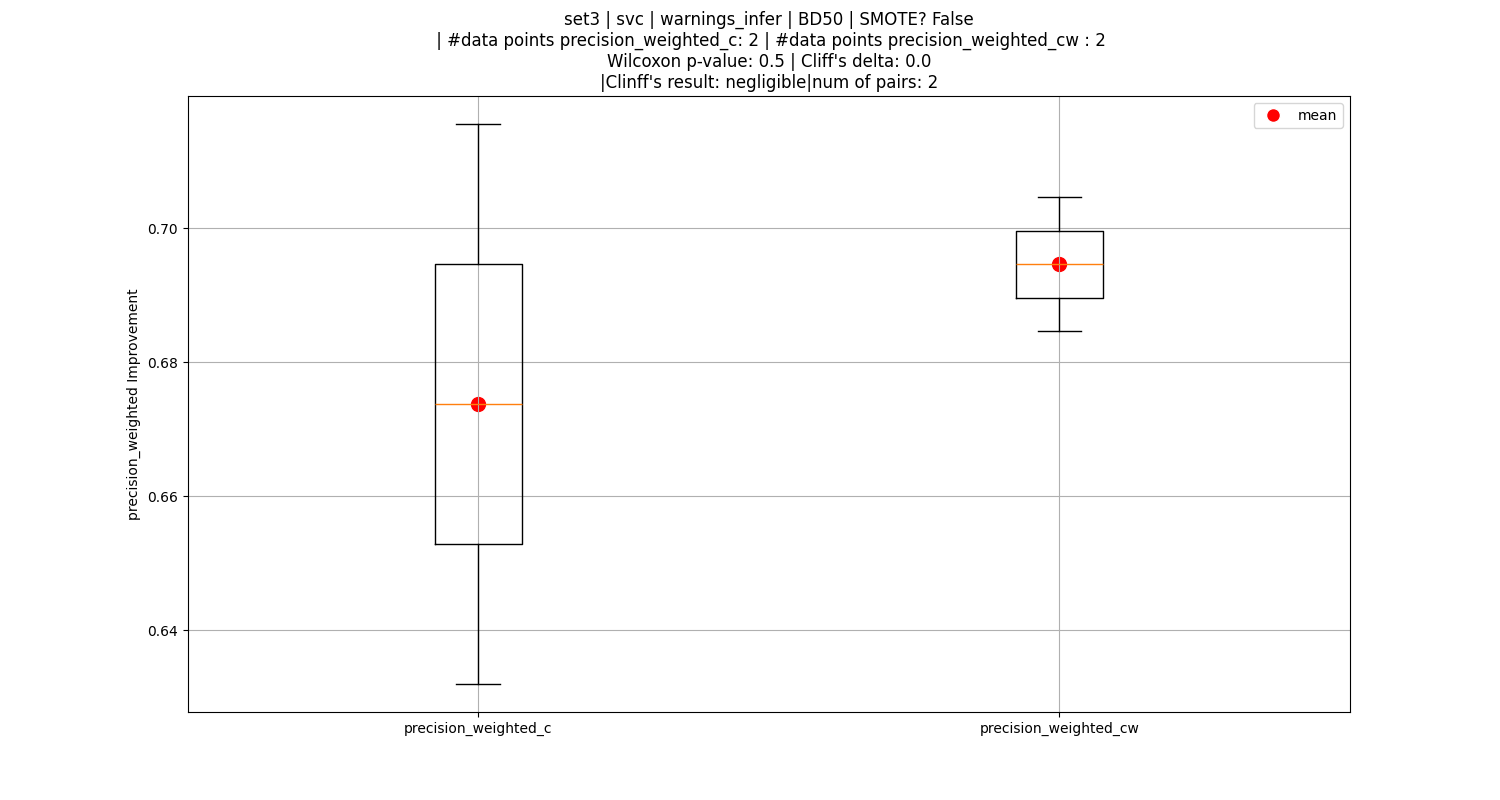 set3 | svc | warnings_infer | BD50 | SMOTE? False
| #data points precision_weighted_c: 2 | #data points precision_weighted_cw : 2
Wilcoxon p-value: 0.5 | Cliff's delta: 0.0
|Clinff's result: negligible|num of pairs: 2
mean
0.70
0.68
0.66
0.64
precision_weighted Improvement
precision_weighted_c
precision_weighted_cw